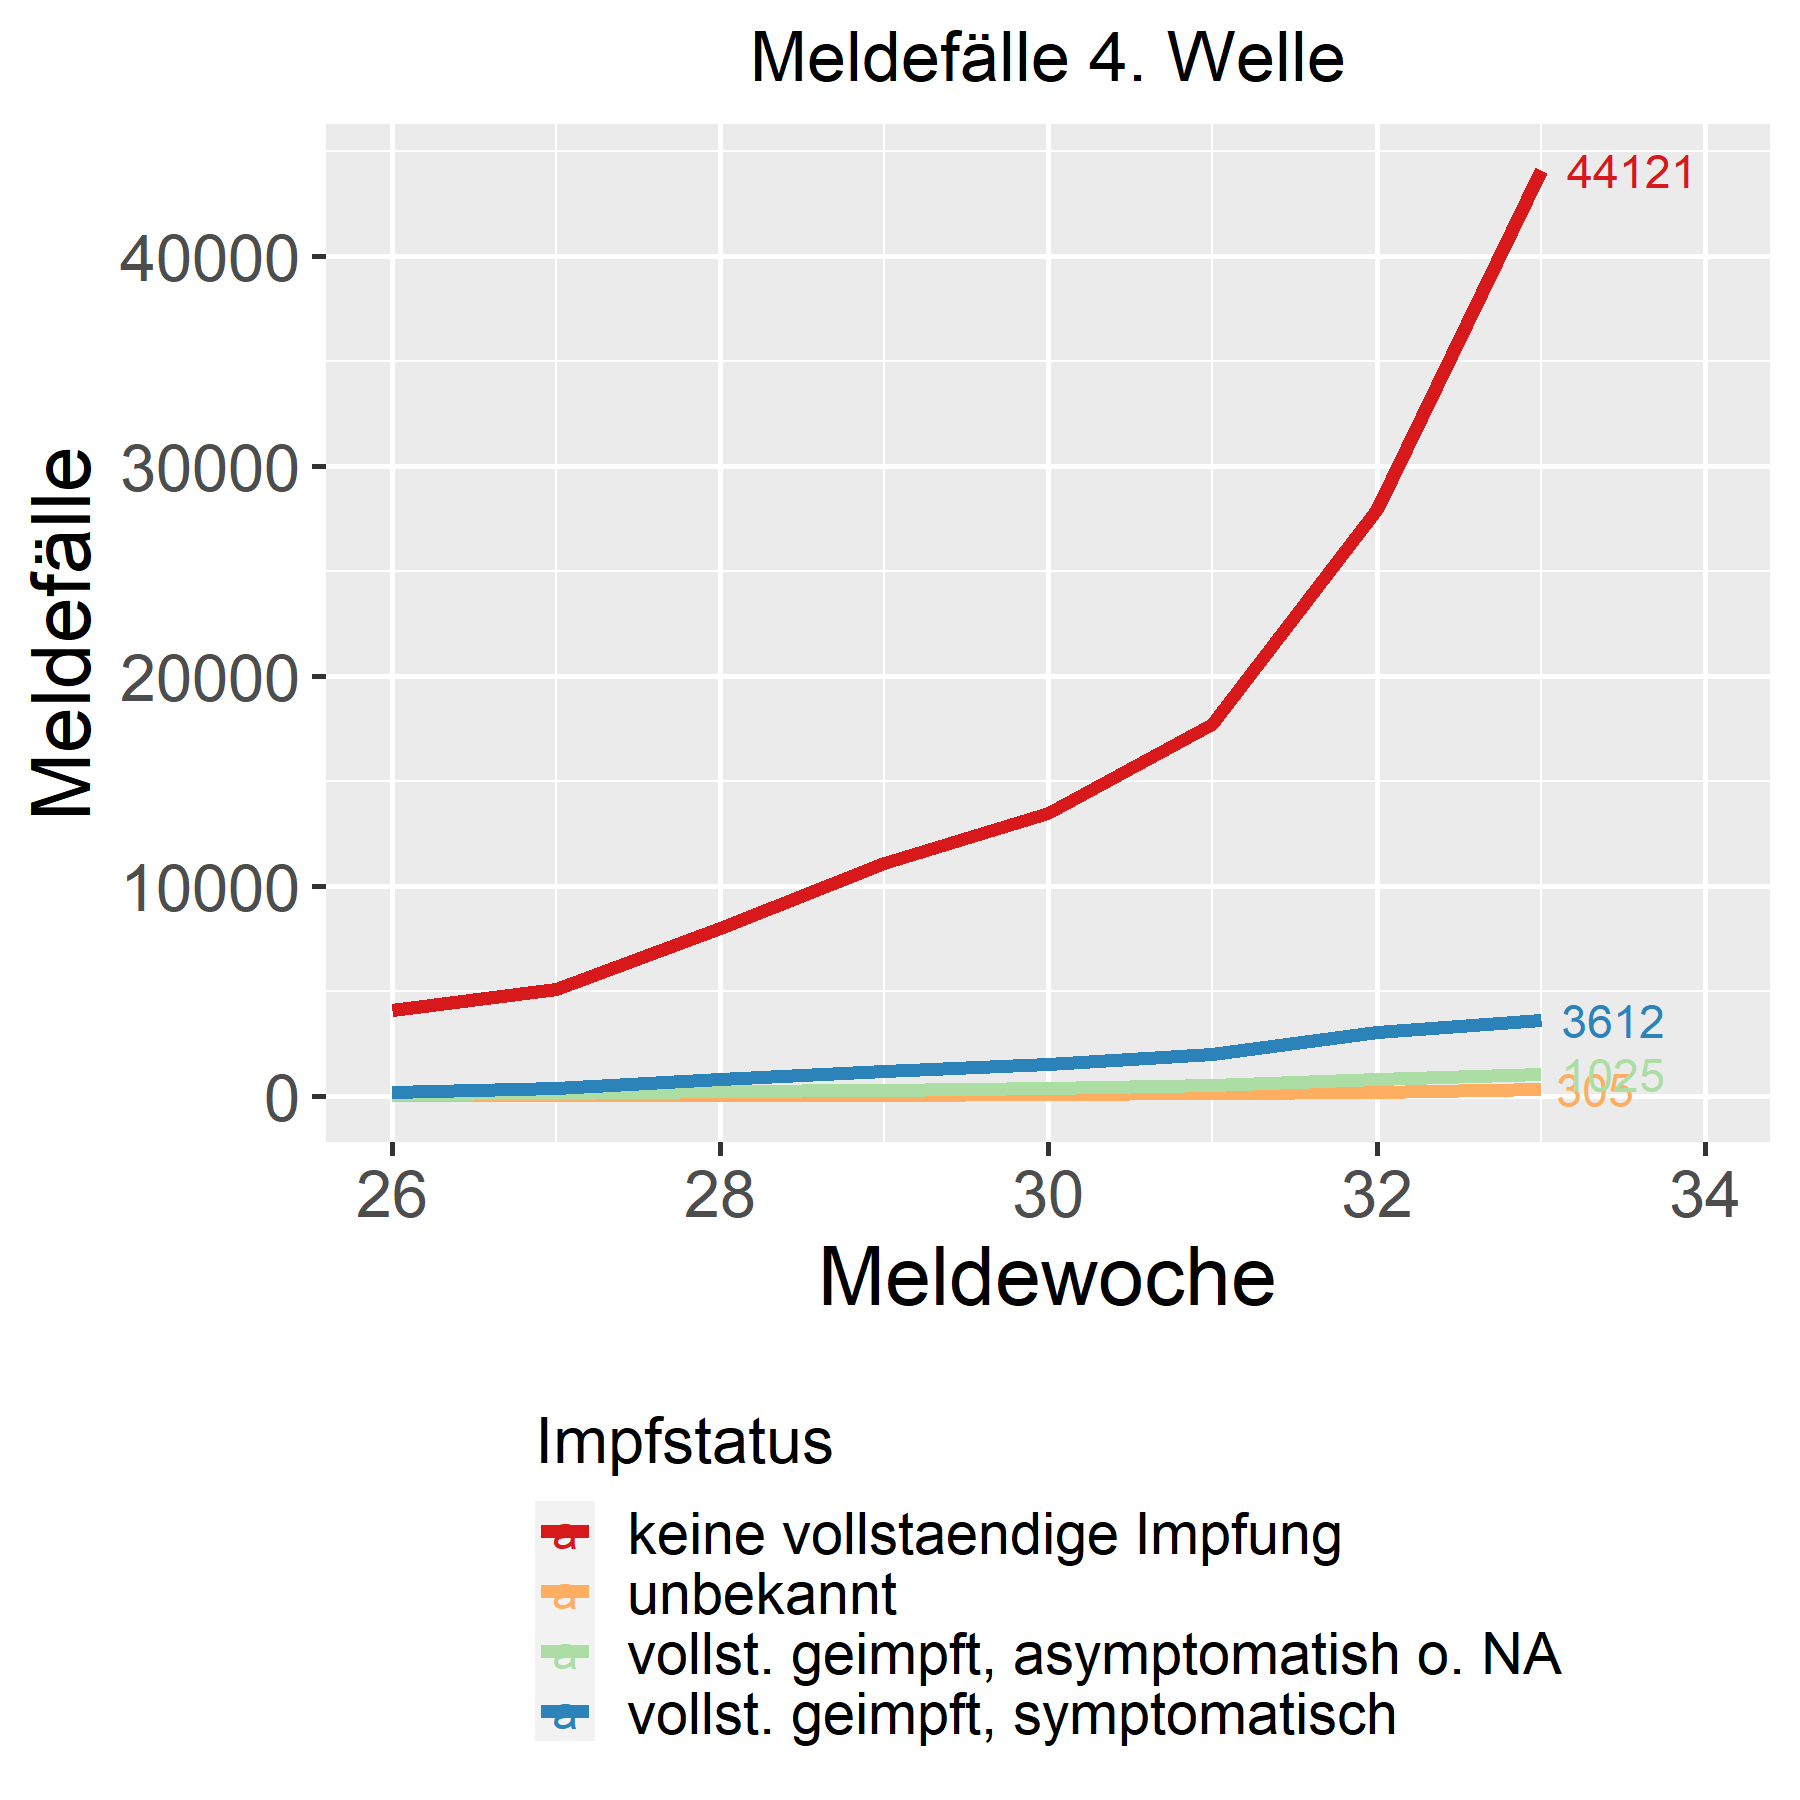 Meldefälle 4. Welle
Meldefälle
40000
30000
20000
10000
0
44121
3612
1025
305
26 28 30 32 34
Meldewoche
Impfstatus
a keine vollstaendige Impfung
a unbekannt
a vollst. geimpft, asymptomatish o. NA
a vollst. geimpft, symptomatisch